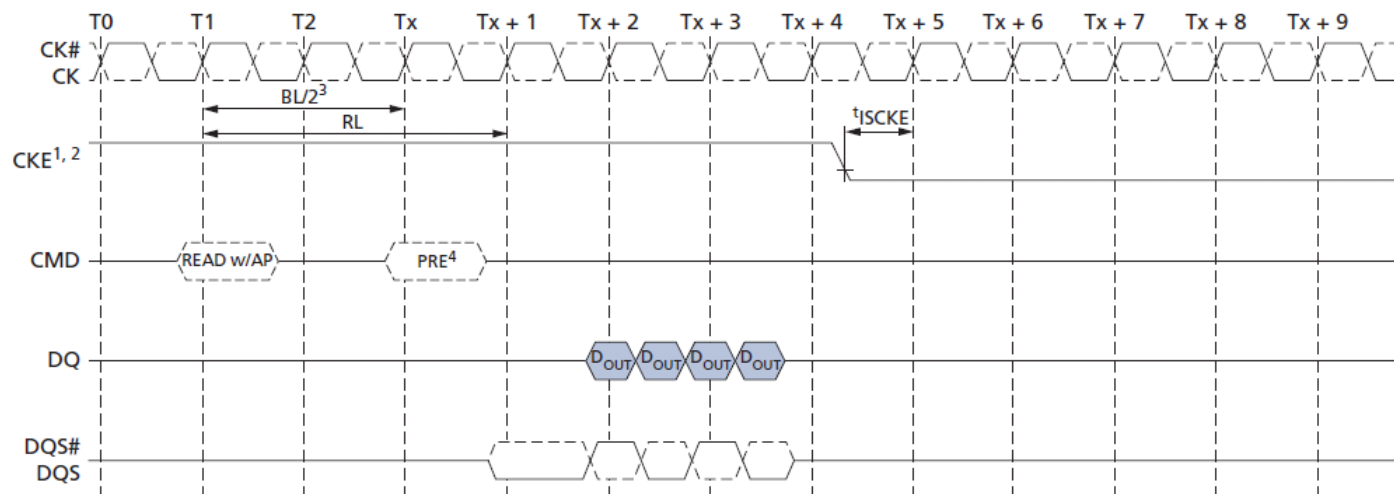 T0 T1 T2 Tx Tx + 1 Tx + 2 Tx + 3 Tx + 4 Tx + 5 Tx + 6 Tx + 7 Tx + 8 Tx + 9
CK#
CK
BL/2³
RL
tISCKE
CKE1, 2
CMD READ w/AP PRE⁴
DQ DOUT DOUT DOUT DOUT
DQS#
DQS